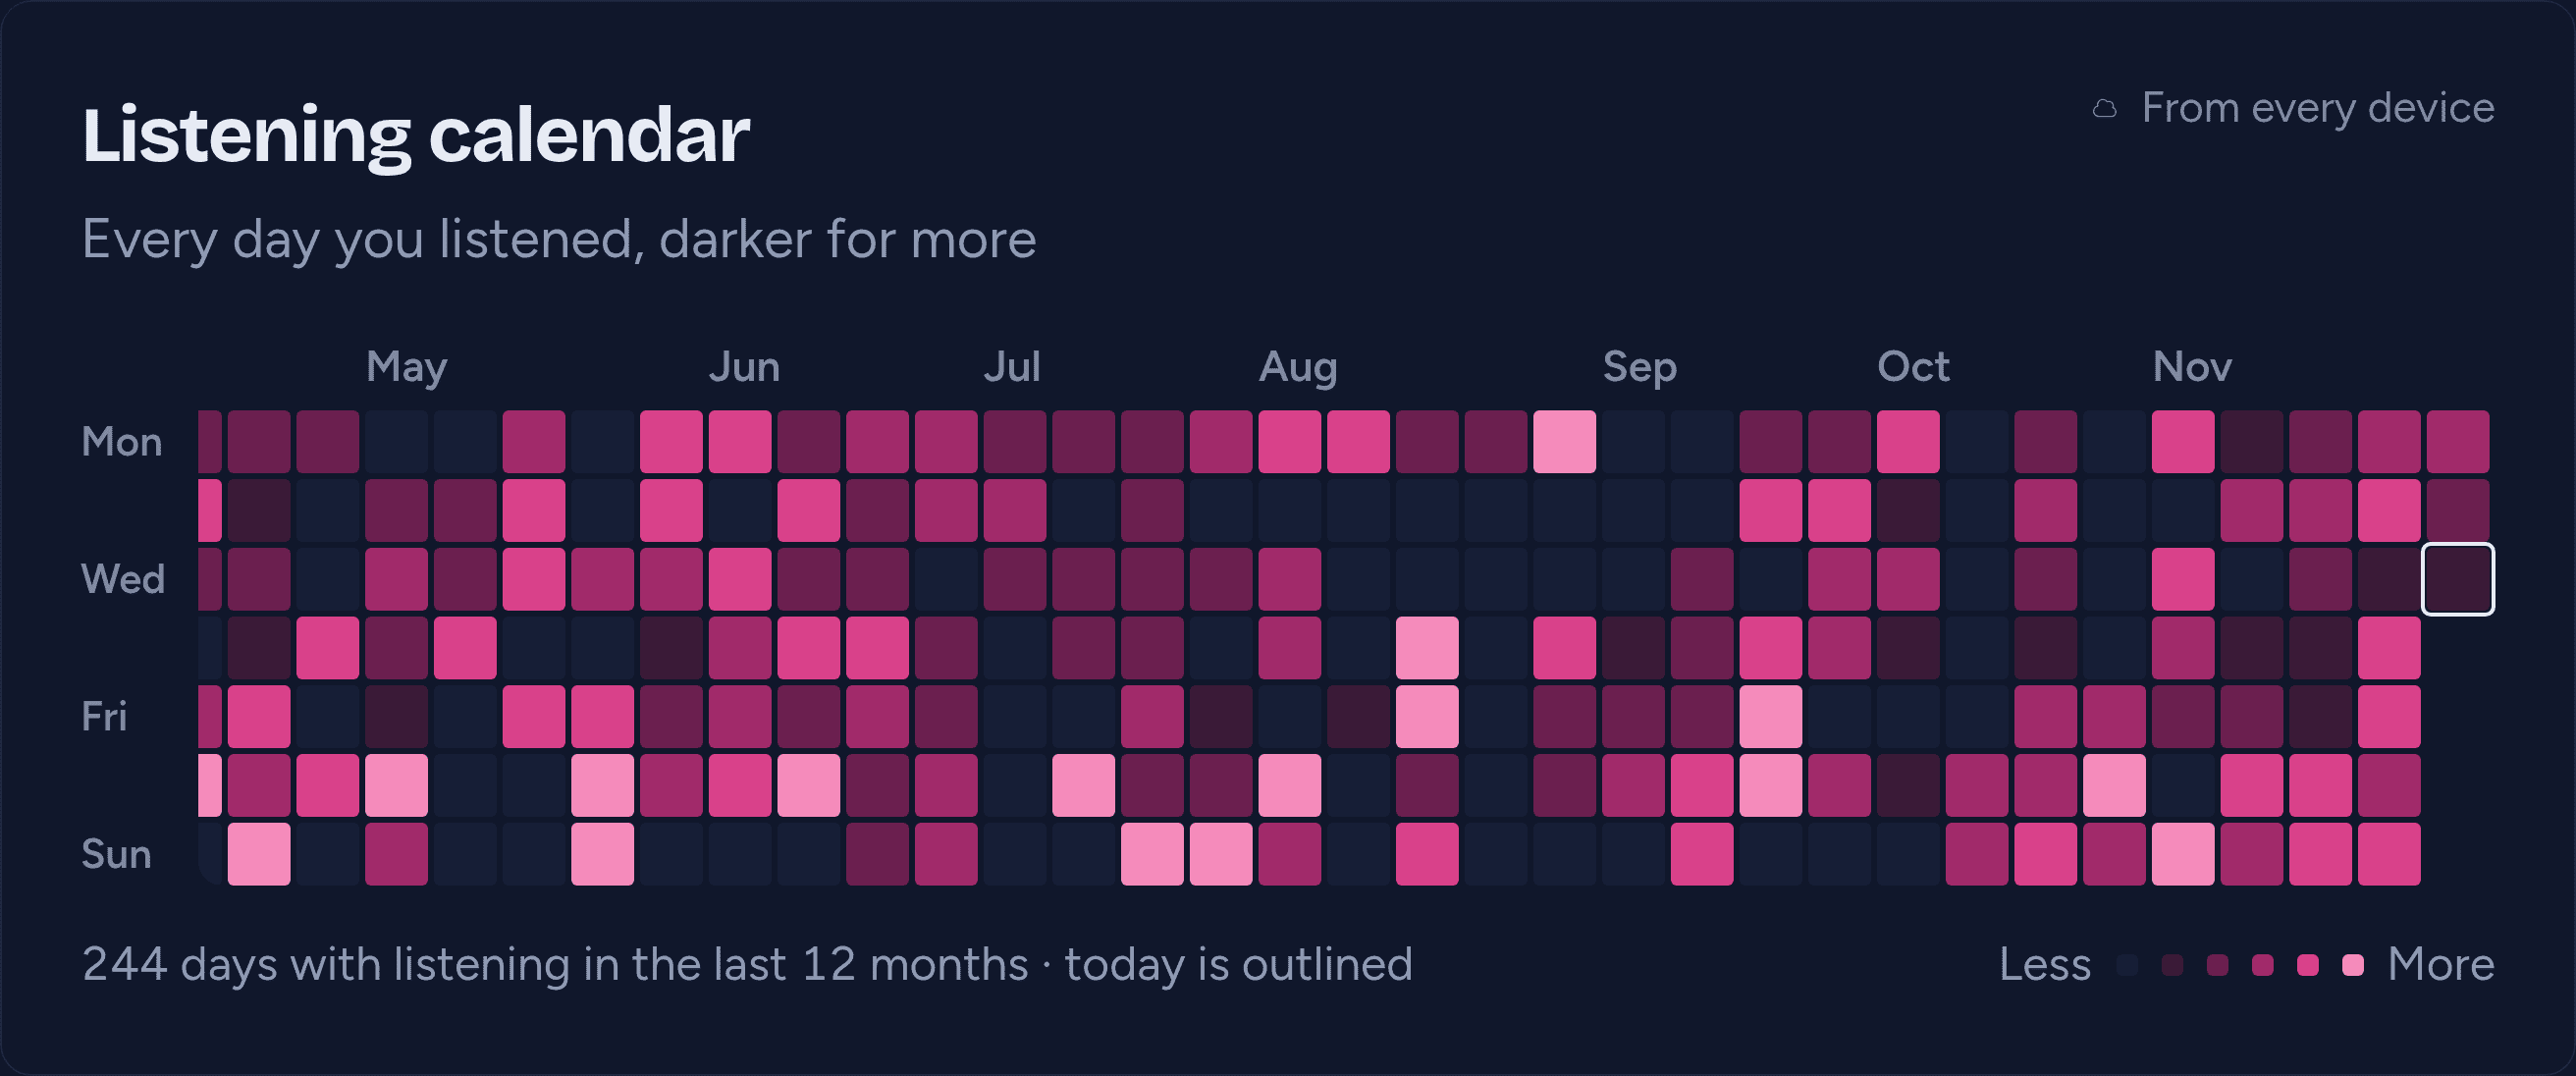 Listening calendar
From every device
Every day you listened, darker for more
May Jun Jul Aug Sep Oct Nov
Mon
Wed
Fri
Sun
244 days with listening in the last 12 months · today is outlined
Less More